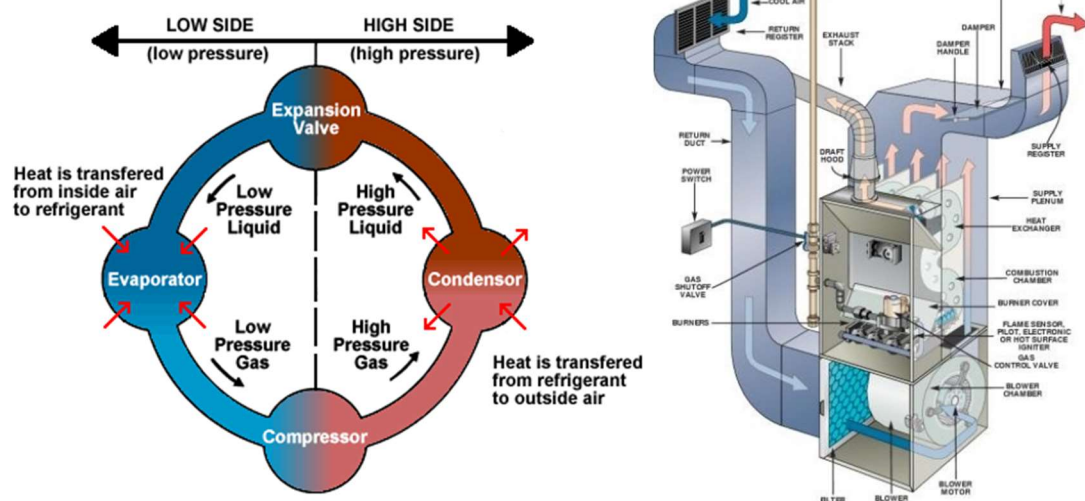 LOW SIDE
(low pressure)
HIGH SIDE
(high pressure)
Expansion
Valve
Heat is transfered
from inside air
to refrigerant
Low
Pressure
Liquid
High
Pressure
Liquid
Evaporator
Condensor
Low
Pressure
Gas
High
Pressure
Gas
Heat is transfered
from refrigerant
to outside air
Compressor
COOL AIR
RETURN
REGISTER
EXHAUST
STACK
DAMPER
DAMPER
HANDLE
RETURN
DUCT
DRAFT
HOOD
SUPPLY
REGISTER
POWER
SWITCH
SUPPLY
PLENUM
HEAT
EXCHANGER
GAS
SHUTOFF
VALVE
COMBUSTION
CHAMBER
BURNER COVER
BURNERS
FLAME SENSOR,
PILOT, ELECTRONIC
OR HOT SURFACE
IGNITER
GAS
CONTROL VALVE
BLOWER
CHAMBER
BLOWER
MOTOR
FILTER
BLOWER